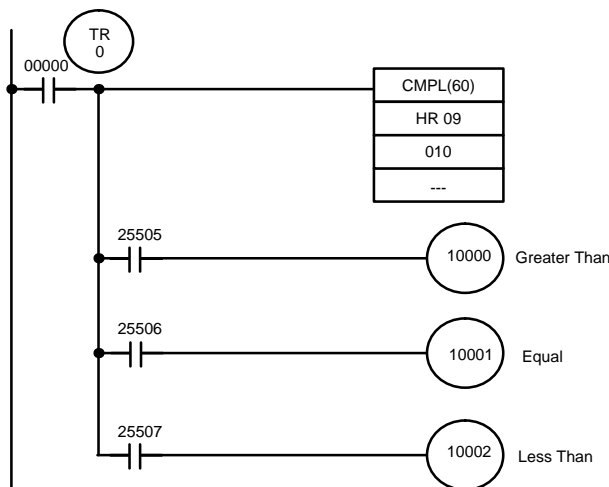 TR
0
00000
CMPL(60)
HR 09
010
---
25505
10000
Greater Than
25506
10001
Equal
25507
10002
Less Than